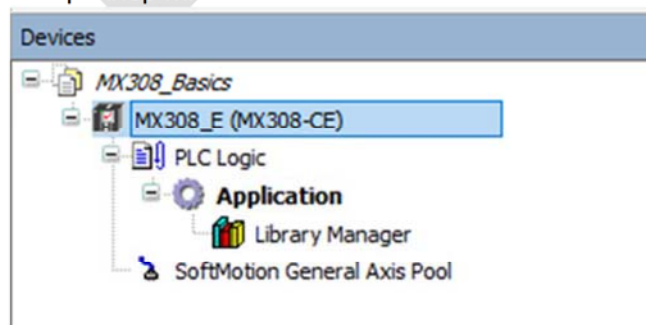 Devices
MX308_Basics
MX308_E (MX308-CE)
PLC Logic
Application
Library Manager
SoftMotion General Axis Pool